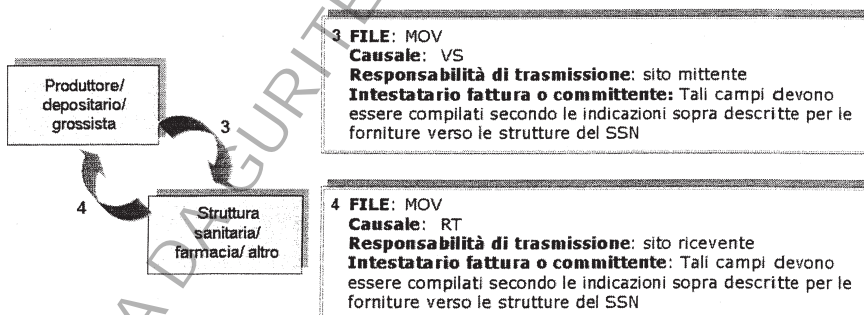 Produttore/
depositario/
grossista
3
4
Struttura
sanitaria/
farmacia/ altro
3 FILE: MOV
Causale: VS
Responsabilità di trasmissione: sito mittente
Intestatario fattura o committente: Tali campi devono
essere compilati secondo le indicazioni sopra descritte per le
forniture verso le strutture del SSN
4 FILE: MOV
Causale: RT
Responsabilità di trasmissione: sito ricevente
Intestatario fattura o committente: Tali campi devono
essere compilati secondo le indicazioni sopra descritte per le
forniture verso le strutture del SSN
A DA GURITE